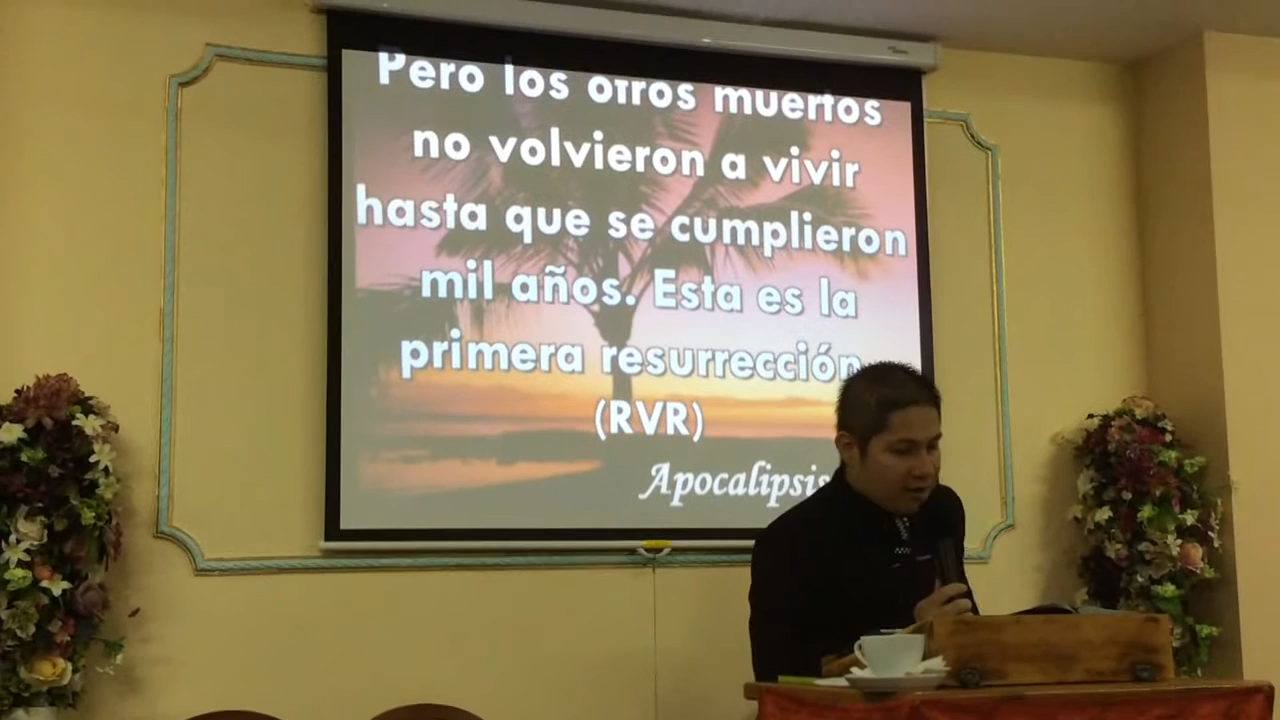 Pero los otros muertos
no volvieron a vivir
hasta que se cumplieron
mil años. Esta es la
primera resurrección
(RVR)
Apocalipsis